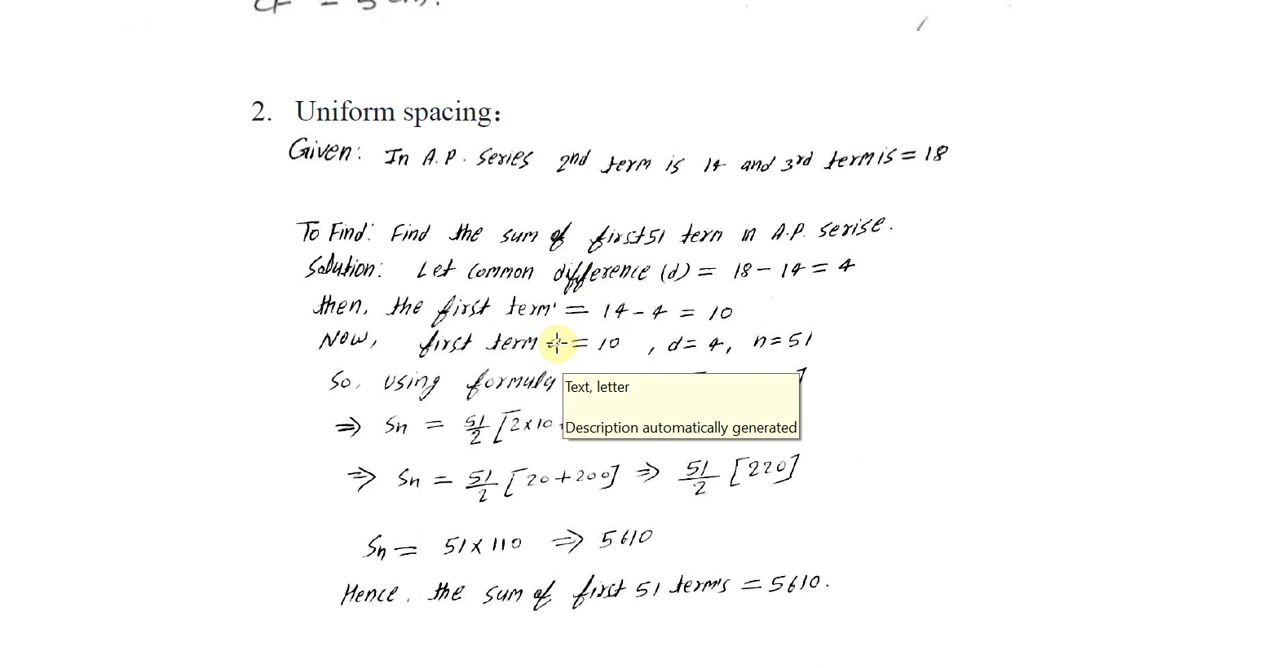 2. Uniform spacing:
Given: In A.P. Series 2nd term is 14 and 3rd term is = 18
To Find: Find the sum of first 51 tern in A.P. serise.
Solution: Let common difference (d) = 18 - 14 = 4
then, the first term = 14 - 4 = 10
Now, first term = 10 , d = 4, n = 51
So, using formula
Text, letter
⇒ Sn = 51/2 [2×10
Description automatically generated
⇒ Sn = 51/2 [20+200] ⇒ 51/2 [220]
Sn = 51 × 110 ⇒ 5610
Hence, the sum of first 51 terms = 5610.